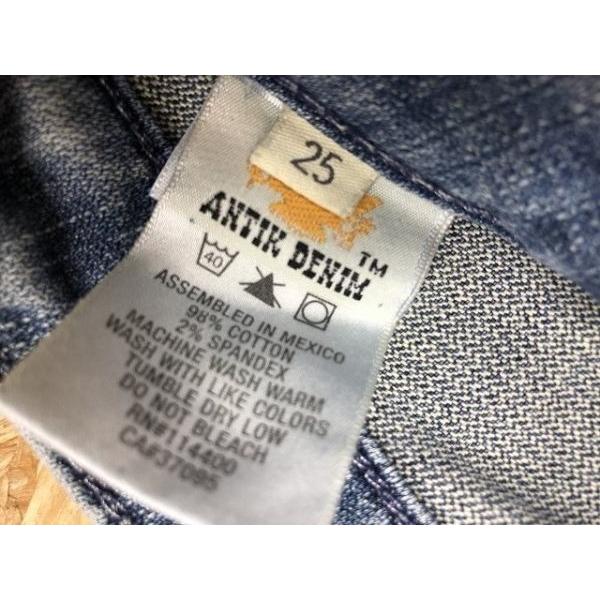 25
ANTIK DENIM™
40
ASSEMBLED IN MEXICO
98% COTTON
2% SPANDEX
MACHINE WASH WARM
WASH WITH LIKE COLORS
TUMBLE DRY LOW
DO NOT BLEACH
RN#114400
CA#37095